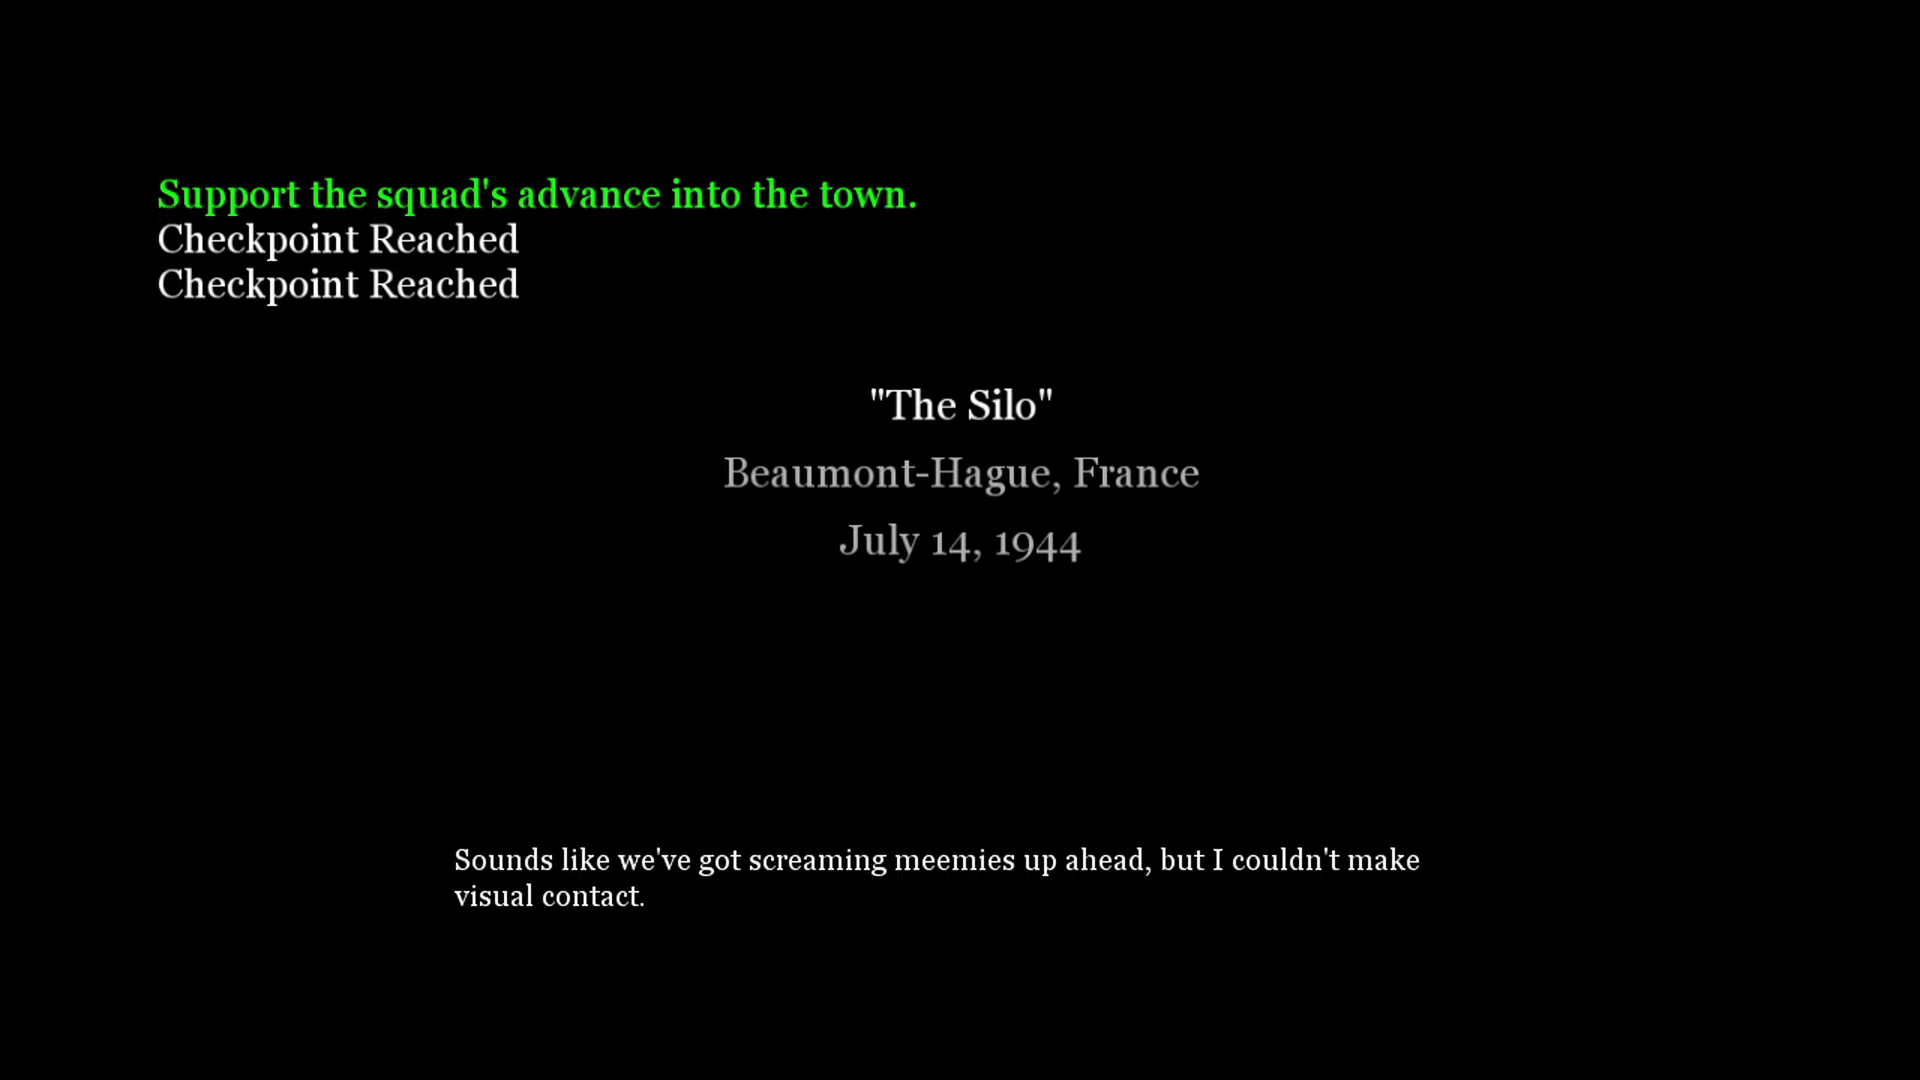 Support the squad's advance into the town.
Checkpoint Reached
Checkpoint Reached
"The Silo"
Beaumont-Hague, France
July 14, 1944
Sounds like we've got screaming meemies up ahead, but I couldn't make
visual contact.